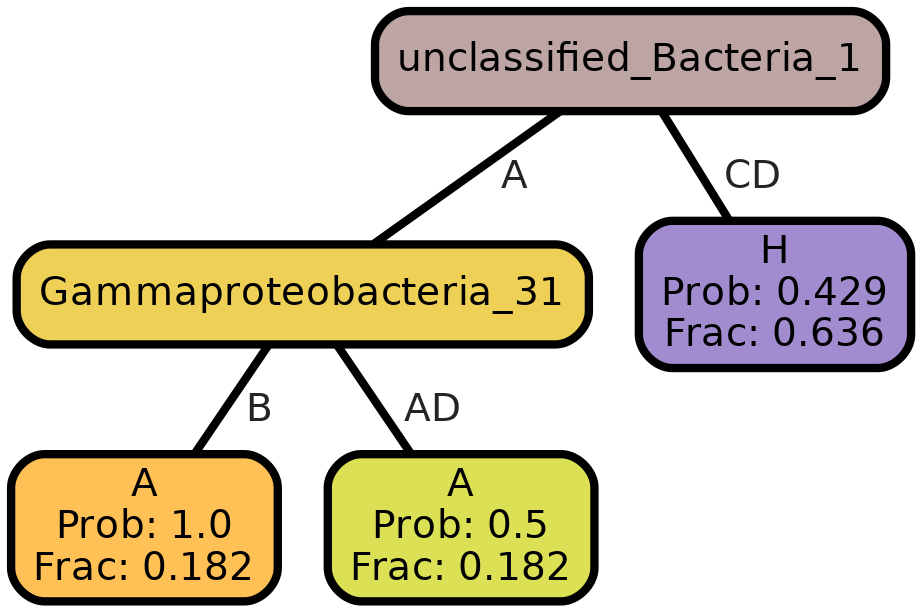 unclassified_Bacteria_1
A
CD
Gammaproteobacteria_31
H
Prob: 0.429
Frac: 0.636
B
AD
A
Prob: 1.0
Frac: 0.182
A
Prob: 0.5
Frac: 0.182